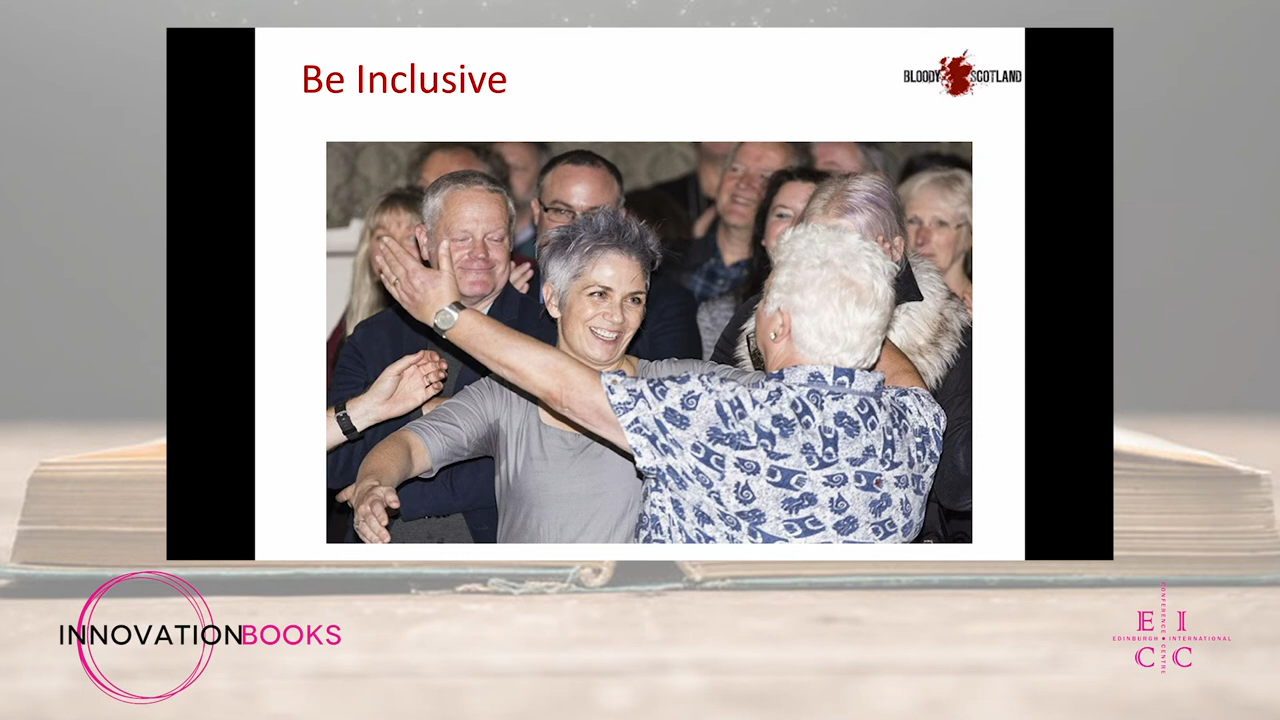 Be Inclusive
BLOODY SCOTLAND
INNOVATIONBOOKS
E I
EDINBURGH INTERNATIONAL
CONFERENCE CENTRE
C C